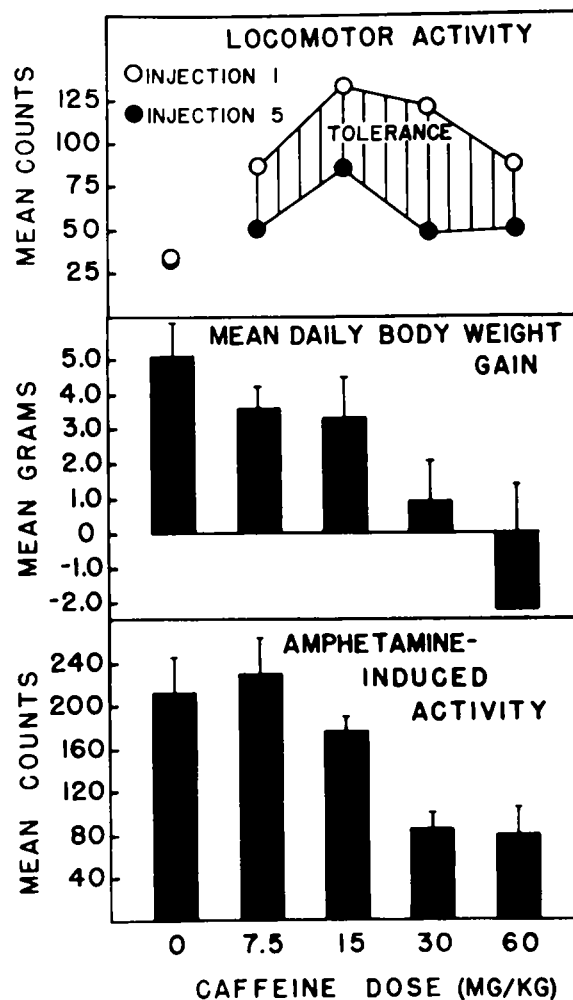 LOCOMOTOR ACTIVITY
INJECTION 1
INJECTION 5
TOLERANCE
MEAN COUNTS
125
100
75
50
25
MEAN DAILY BODY WEIGHT
GAIN
MEAN GRAMS
5.0
4.0
3.0
2.0
1.0
0
-1.0
-2.0
AMPHETAMINE-
INDUCED
ACTIVITY
MEAN COUNTS
240
200
160
120
80
40
0 7.5 15 30 60
CAFFEINE DOSE (MG/KG)